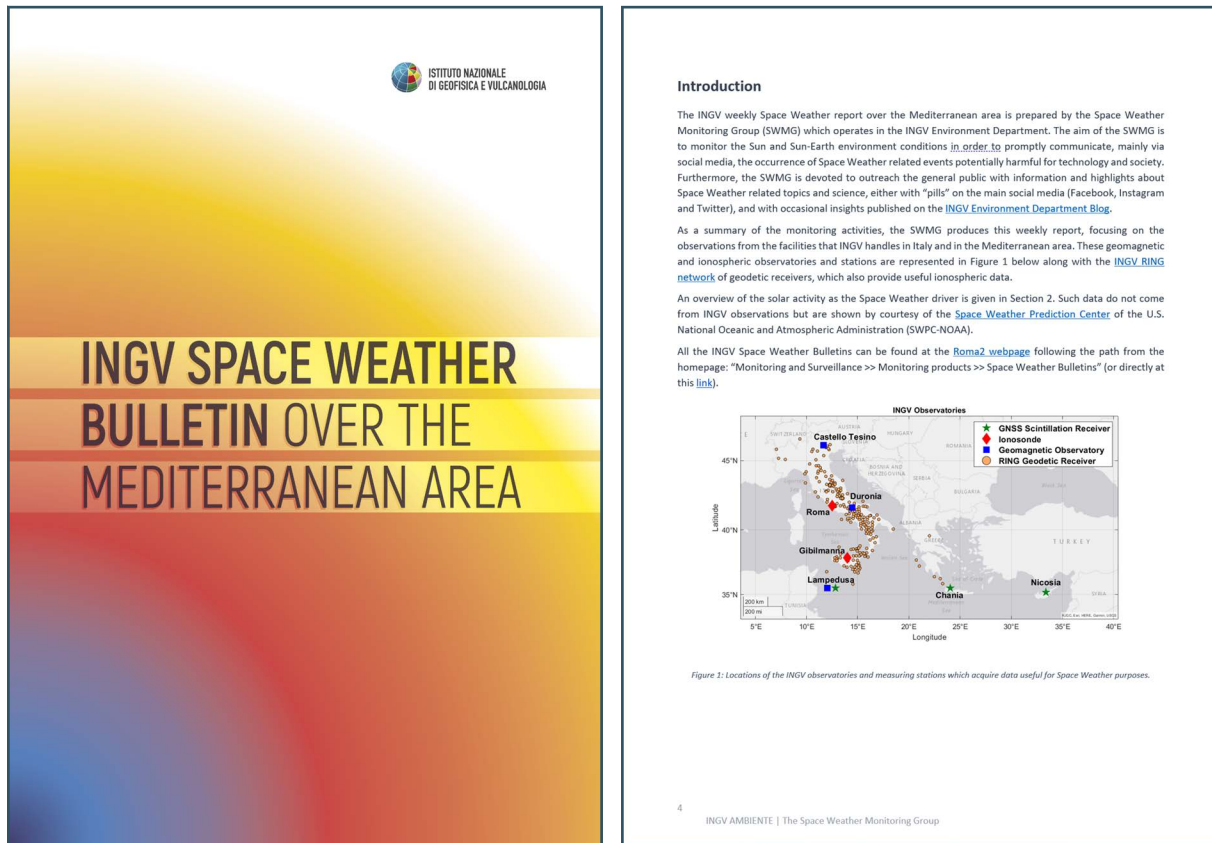 ISTITUTO NAZIONALE
DI GEOFISICA E VULCANOLOGIA
INGV SPACE WEATHER
BULLETIN OVER THE
MEDITERRANEAN AREA
Introduction
The INGV weekly Space Weather report over the Mediterranean area is prepared by the Space Weather
Monitoring Group (SWMG) which operates in the INGV Environment Department. The aim of the SWMG is
to monitor the Sun and Sun-Earth environment conditions in order to promptly communicate, mainly via
social media, the occurrence of Space Weather related events potentially harmful for technology and society.
Furthermore, the SWMG is devoted to outreach the general public with information and highlights about
Space Weather related topics and science, either with “pills” on the main social media (Facebook, Instagram
and Twitter), and with occasional insights published on the INGV Environment Department Blog.
As a summary of the monitoring activities, the SWMG produces this weekly report, focusing on the
observations from the facilities that INGV handles in Italy and in the Mediterranean area. These geomagnetic
and ionospheric observatories and stations are represented in Figure 1 below along with the INGV RING
network of geodetic receivers, which also provide useful ionospheric data.
An overview of the solar activity as the Space Weather driver is given in Section 2. Such data do not come
from INGV observations but are shown by courtesy of the Space Weather Prediction Center of the U.S.
National Oceanic and Atmospheric Administration (SWPC-NOAA).
All the INGV Space Weather Bulletins can be found at the Roma2 webpage following the path from the
homepage: “Monitoring and Surveillance >> Monitoring products >> Space Weather Bulletins” (or directly at
this link).
INGV Observatories
GNSS Scintillation Receiver
Ionosonde
Geomagnetic Observatory
RING Geodetic Receiver
SWITZERLAND
AUSTRIA
HUNGARY
ROMANIA
Castello Tesino
BOSNIA AND
HERZEGOVINA
SERBIA
BULGARIA
Duronia
Roma
ALBANIA
TURKEY
Gibilmanna
Lampedusa
Chania
Nicosia
TUNISIA
SYRIA
45°N
40°N
35°N
Latitude
200 km
200 mi
5°E 10°E 15°E 20°E 25°E 30°E 35°E 40°E
Longitude
Figure 1: Locations of the INGV observatories and measuring stations which acquire data useful for Space Weather purposes.
4
INGV AMBIENTE | The Space Weather Monitoring Group